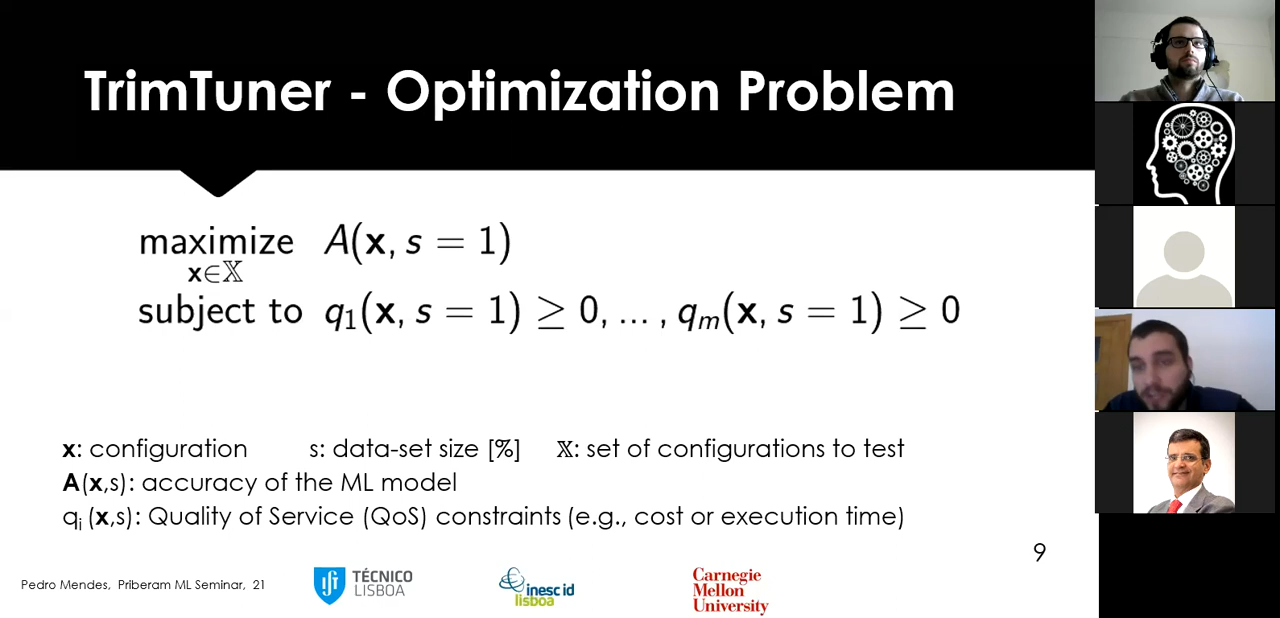 TrimTuner - Optimization Problem
maximize A(x, s = 1)
x∈𝕏
subject to q₁(x, s = 1) ≥ 0, ... , qₘ(x, s = 1) ≥ 0
x: configuration s: data-set size [%] 𝕏: set of configurations to test
A(x,s): accuracy of the ML model
qᵢ (x,s): Quality of Service (QoS) constraints (e.g., cost or execution time)
9
Pedro Mendes, Priberam ML Seminar, 21
TÉCNICO
LISBOA
inesc id
lisboa
Carnegie
Mellon
University